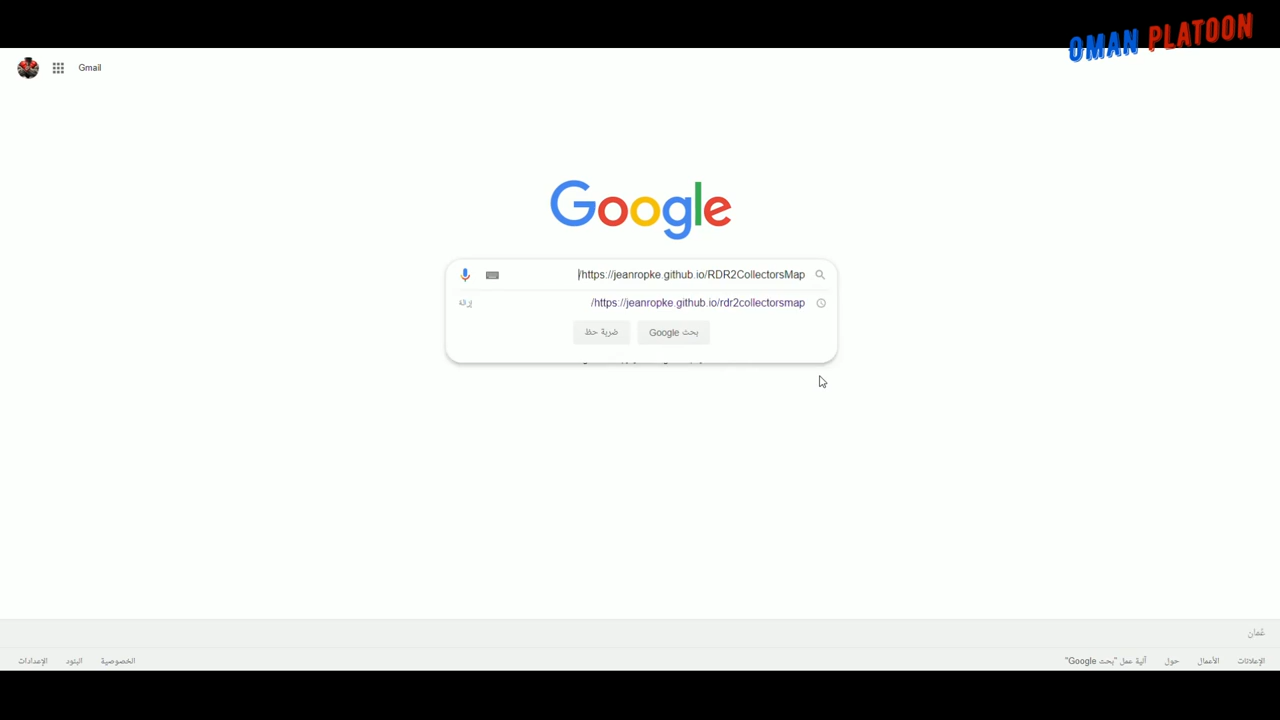 OMAN PLATOON
Gmail
Google
https://jeanropke.github.io/RDR2CollectorsMap/
https://jeanropke.github.io/rdr2collectorsmap/
إزالة
بحث Google
ضربة حظ
عُمان
الإعلانات
الأعمال
حول
آلية عمل "بحث Google"
الخصوصية
البنود
الإعدادات